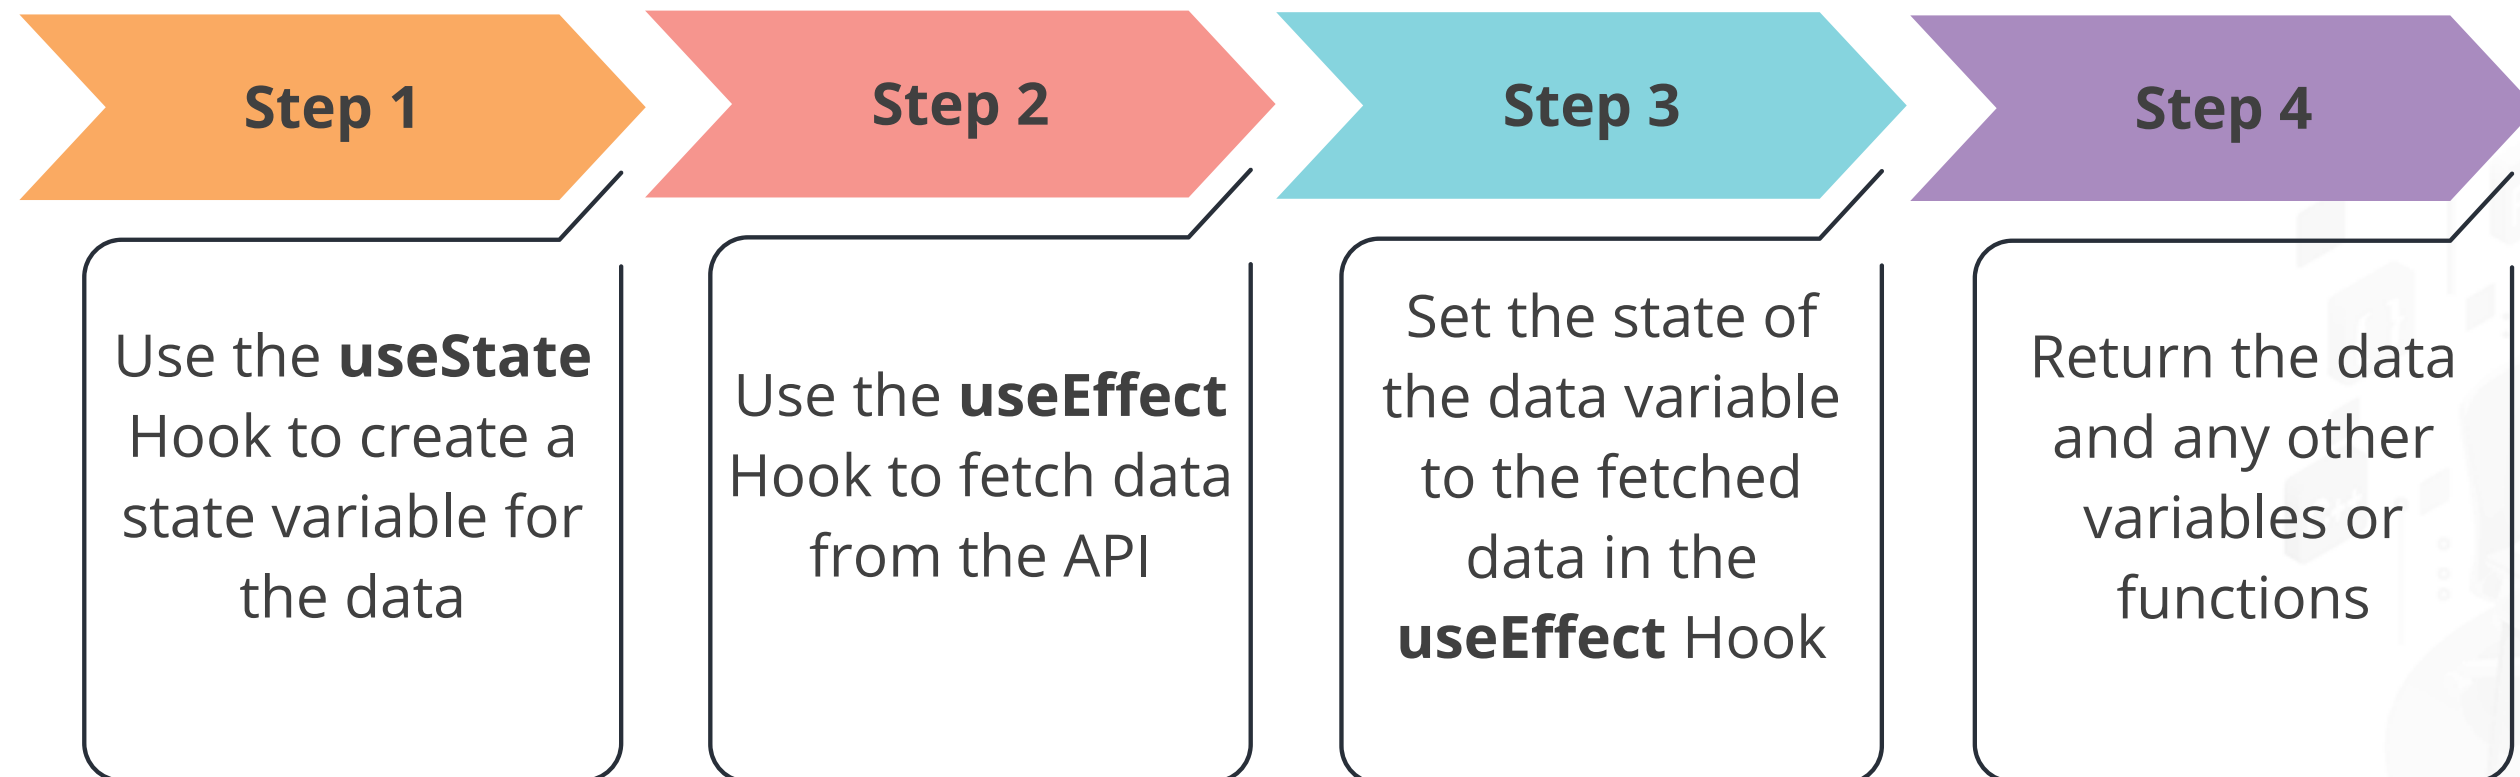 Step 1
Use the useState
Hook to create a
state variable for
the data
Step 2
Use the useEffect
Hook to fetch data
from the API
Step 3
Set the state of
the data variable
to the fetched
data in the
useEffect Hook
Step 4
Return the data
and any other
variables or
functions